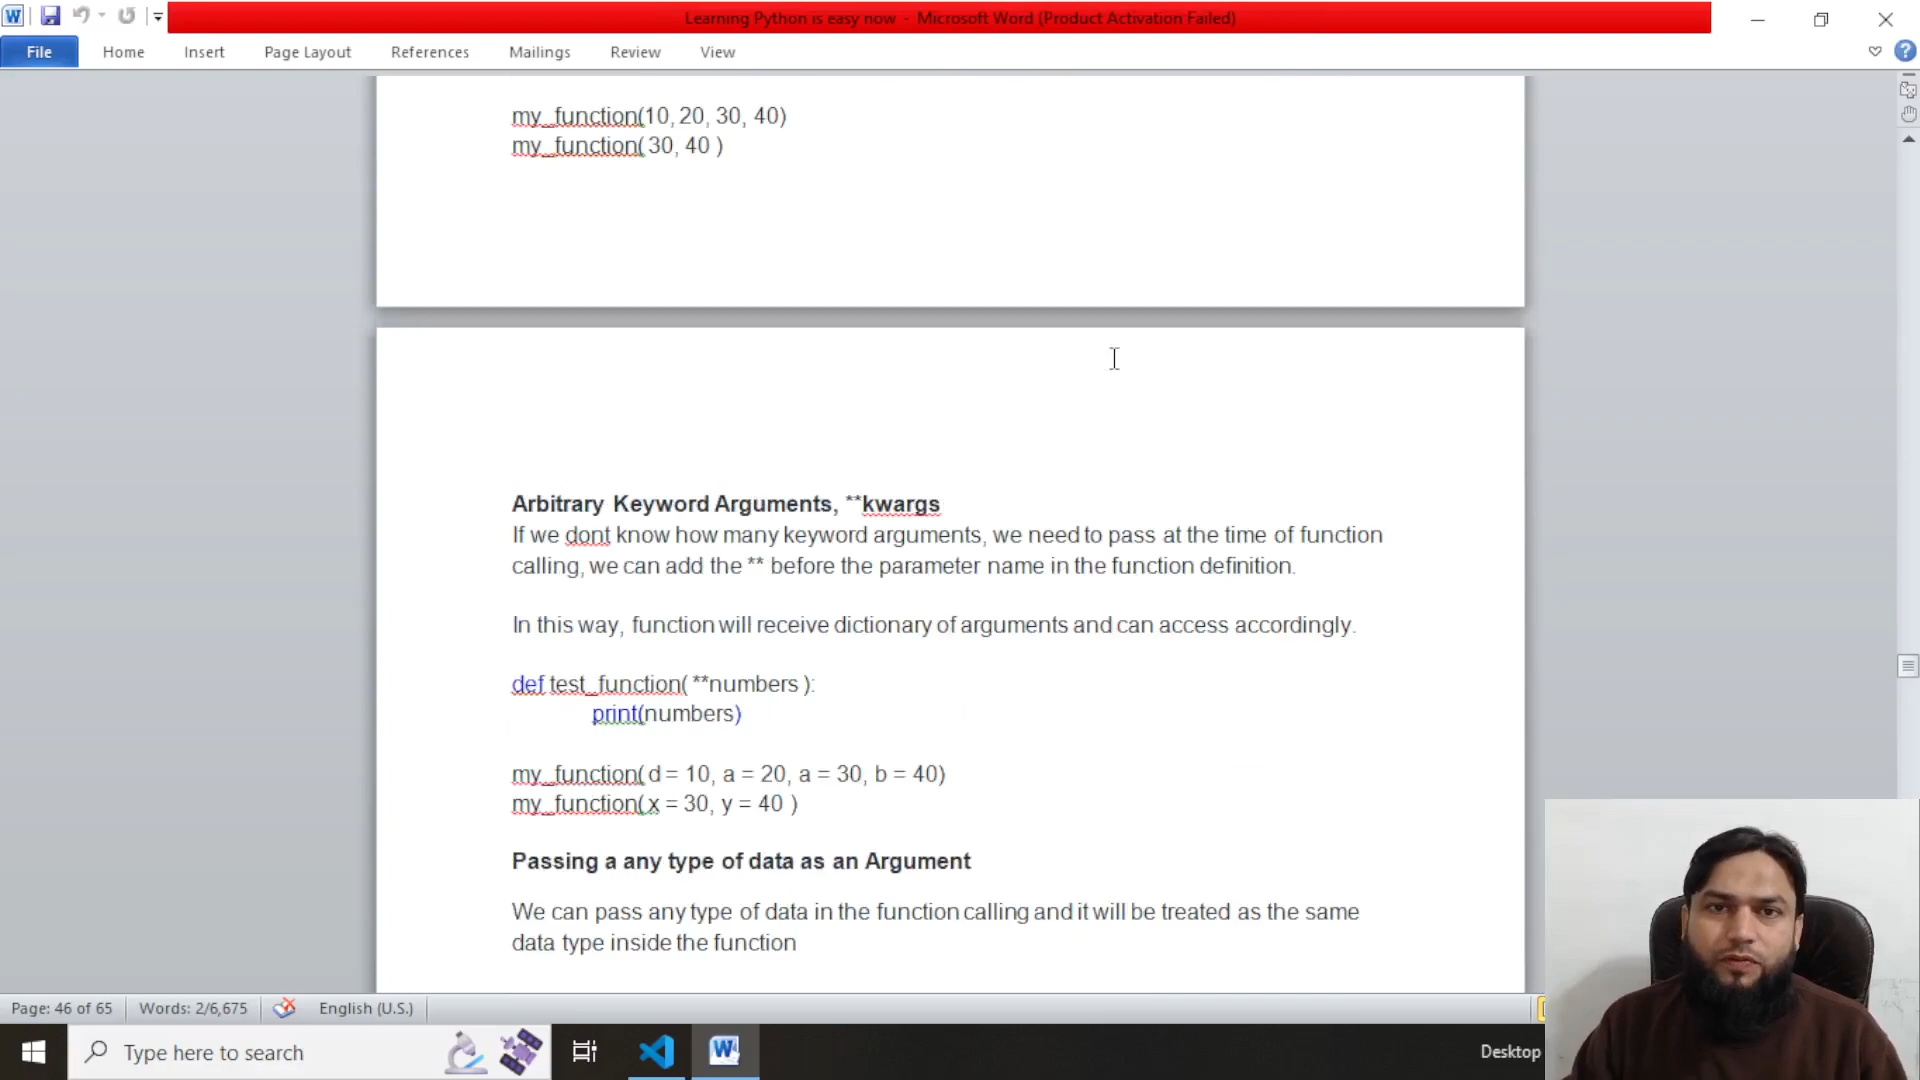 Learning Python is easy now - Microsoft Word (Product Activation Failed)
File Home Insert Page Layout References Mailings Review View
my_function(10, 20, 30, 40)
my_function( 30, 40 )
Arbitrary Keyword Arguments, **kwargs
If we dont know how many keyword arguments, we need to pass at the time of function
calling, we can add the ** before the parameter name in the function definition.
In this way, function will receive dictionary of arguments and can access accordingly.
def test_function( **numbers ):
print(numbers)
my_function( d = 10, a = 20, a = 30, b = 40)
my_function( x = 30, y = 40 )
Passing a any type of data as an Argument
We can pass any type of data in the function calling and it will be treated as the same
data type inside the function
Page: 46 of 65 Words: 2/6,675 English (U.S.)
Type here to search Desktop